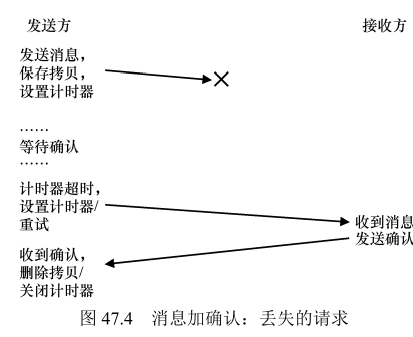 发送方
接收方
发送消息，
保存拷贝，
设置计时器
……
等待确认
……
计时器超时，
设置计时器/
重试
收到消息
发送确认
收到确认，
删除拷贝/
关闭计时器
图 47.4 消息加确认：丢失的请求